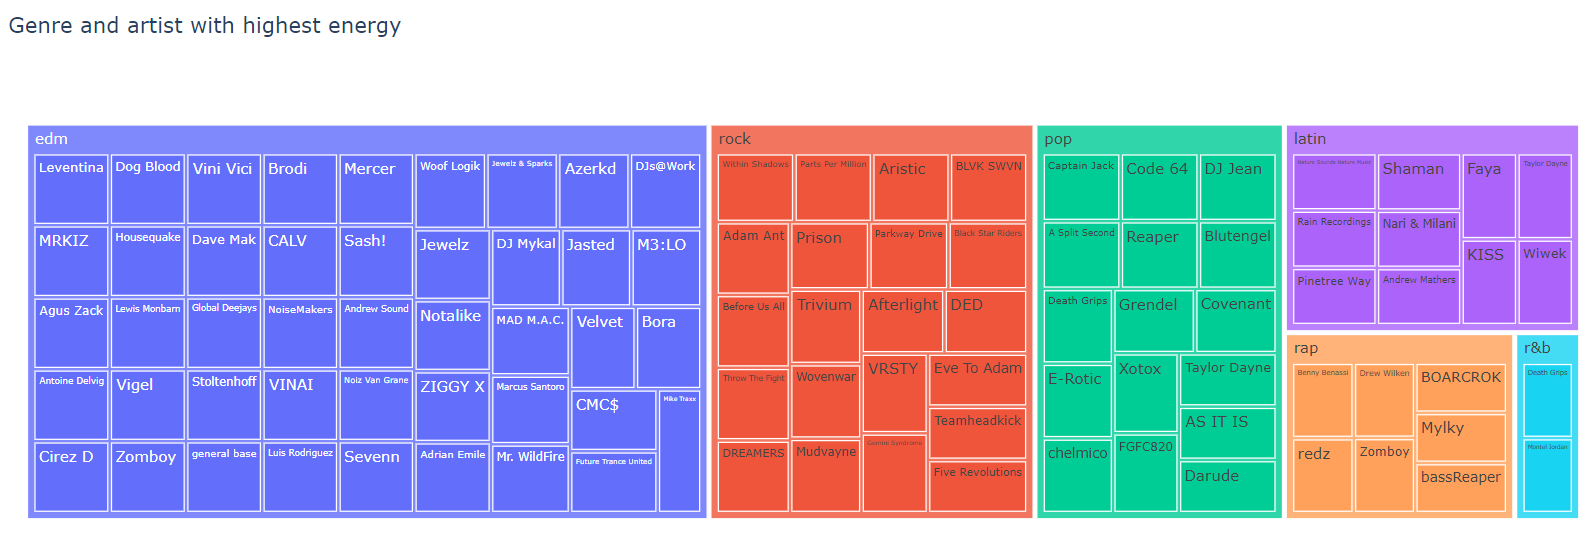 Genre and artist with highest energy
edm
Leventina
Dog Blood
Vini Vici
Brodi
Mercer
Woof Logik
Jewelz & Sparks
Azerkd
DJs@Work
MRKIZ
Housequake
Dave Mak
CALV
Sash!
Jewelz
DJ Mykal
Jasted
M3:LO
Agus Zack
Lewis Monbarn
Global Deejays
NoiseMakers
Andrew Sound
Notalike
MAD M.A.C.
Velvet
Bora
Antoine Delvig
Vigel
Stoltenhoff
VINAI
Noiz Van Grane
ZIGGY X
Marcus Santoro
CMC$
Mike Traxx
Cirez D
Zomboy
general base
Luis Rodriguez
Sevenn
Adrian Emile
Mr. WildFire
Future Trance United
rock
Within Shadows
Parts Per Million
Aristic
BLVK SWVN
Adam Ant
Prison
Parkway Drive
Black Star Riders
Before Us All
Trivium
Afterlight
DED
Throw The Fight
Wovenwar
VRSTY
Eve To Adam
Teamheadkick
DREAMERS
Mudvayne
Gemini Syndrome
Five Revolutions
pop
Captain Jack
Code 64
DJ Jean
A Split Second
Reaper
Blutengel
Death Grips
Grendel
Covenant
E-Rotic
Xotox
Taylor Dayne
AS IT IS
chelmico
FGFC820
Darude
latin
Nature Sounds Nature Music
Shaman
Faya
Taylor Dayne
Rain Recordings
Nari & Milani
KISS
Wiwek
Pinetree Way
Andrew Mathers
rap
Benny Benassi
Drew Wilken
BOARCROK
Mylky
redz
Zomboy
bassReaper
r&b
Death Grips
Montel Jordan